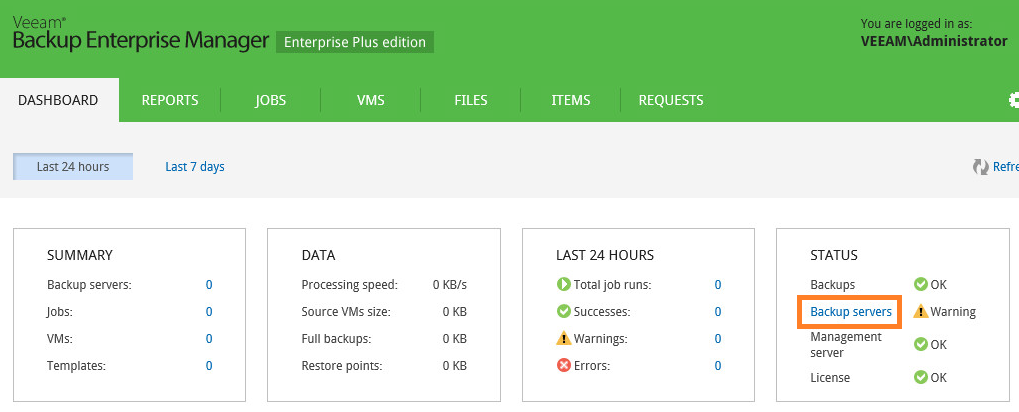 Veeam®
Backup Enterprise Manager Enterprise Plus edition
You are logged in as:
VEEAM\Administrator
DASHBOARD REPORTS JOBS VMS FILES ITEMS REQUESTS
Last 24 hours Last 7 days Refre
SUMMARY
Backup servers: 0
Jobs: 0
VMs: 0
Templates: 0
DATA
Processing speed: 0 KB/s
Source VMs size: 0 KB
Full backups: 0 KB
Restore points: 0 KB
LAST 24 HOURS
Total job runs: 0
Successes: 0
Warnings: 0
Errors: 0
STATUS
Backups OK
Backup servers Warning
Management
server OK
License OK